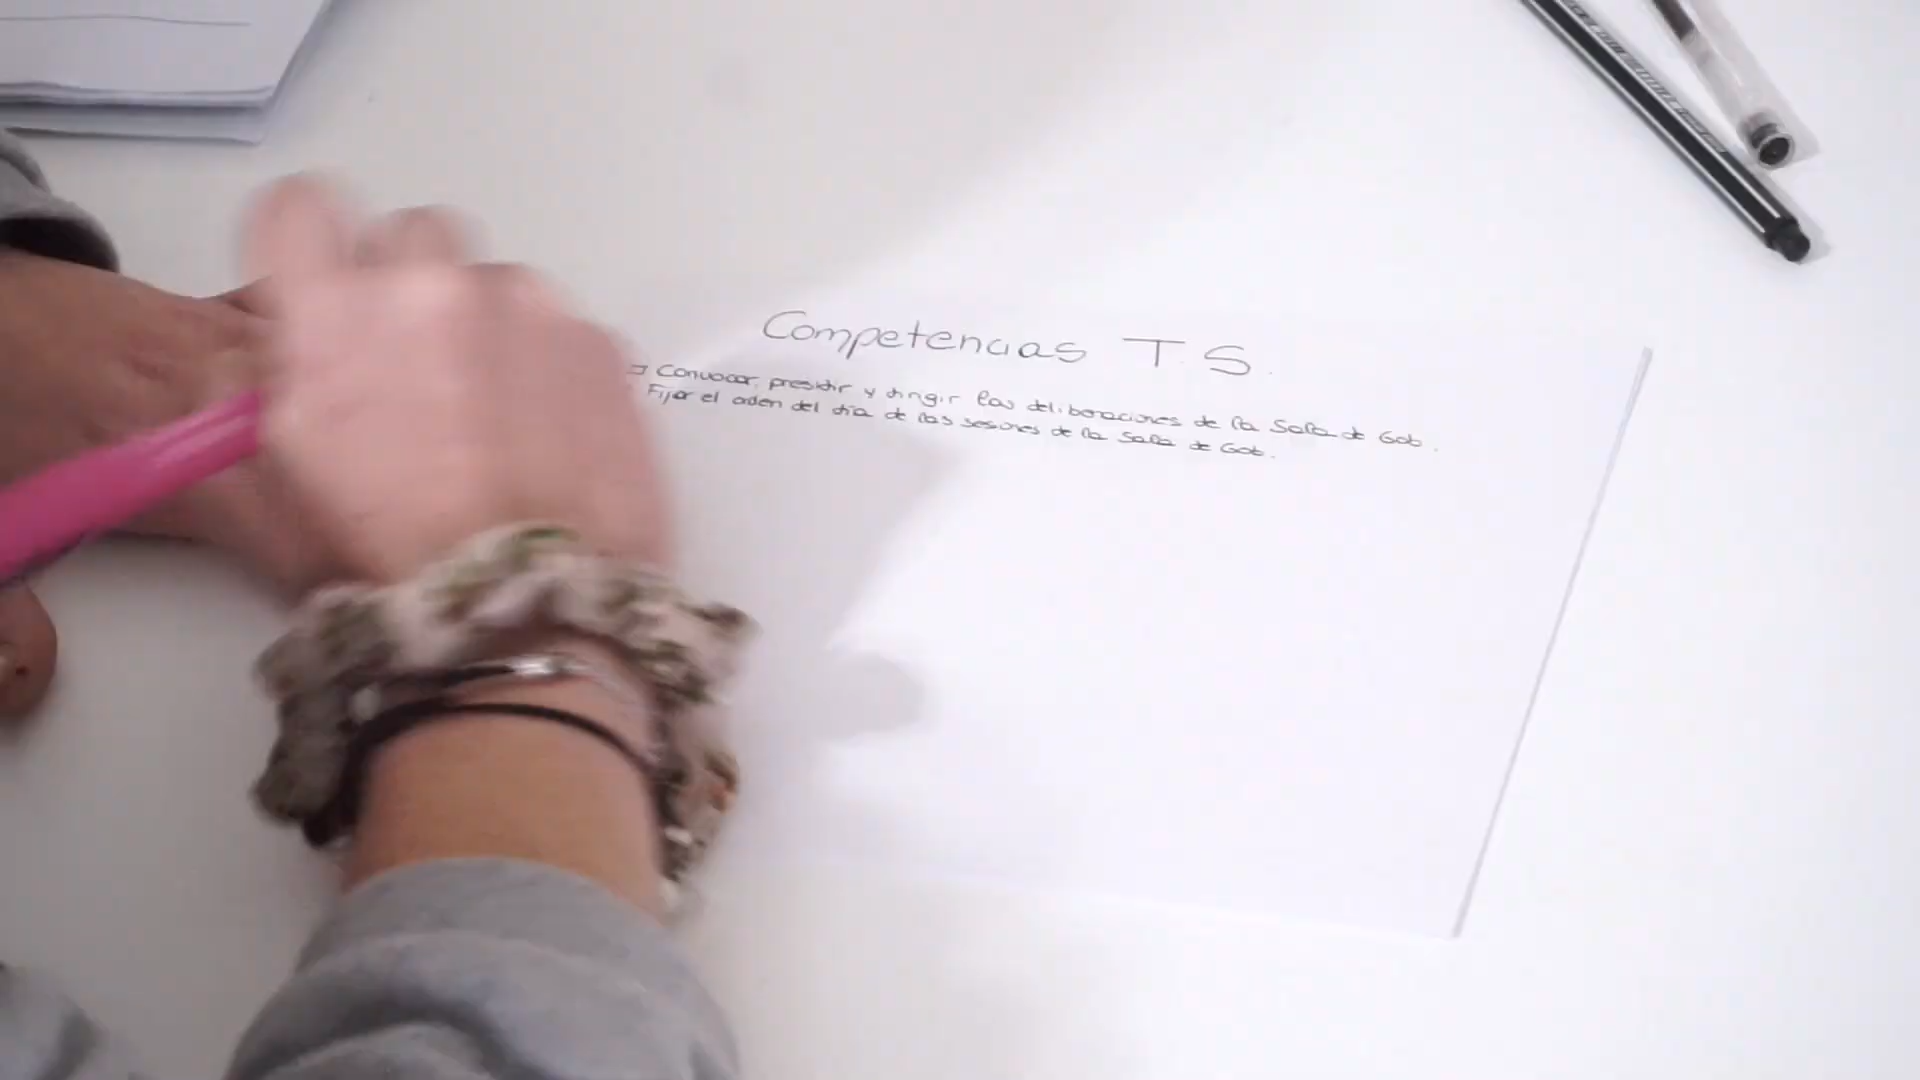 Competencias T.S.
Convocar, presidir y dirigir las deliberaciones de la Sala de Gob.
Fijar el orden del día de las sesiones de la Sala de Gob.